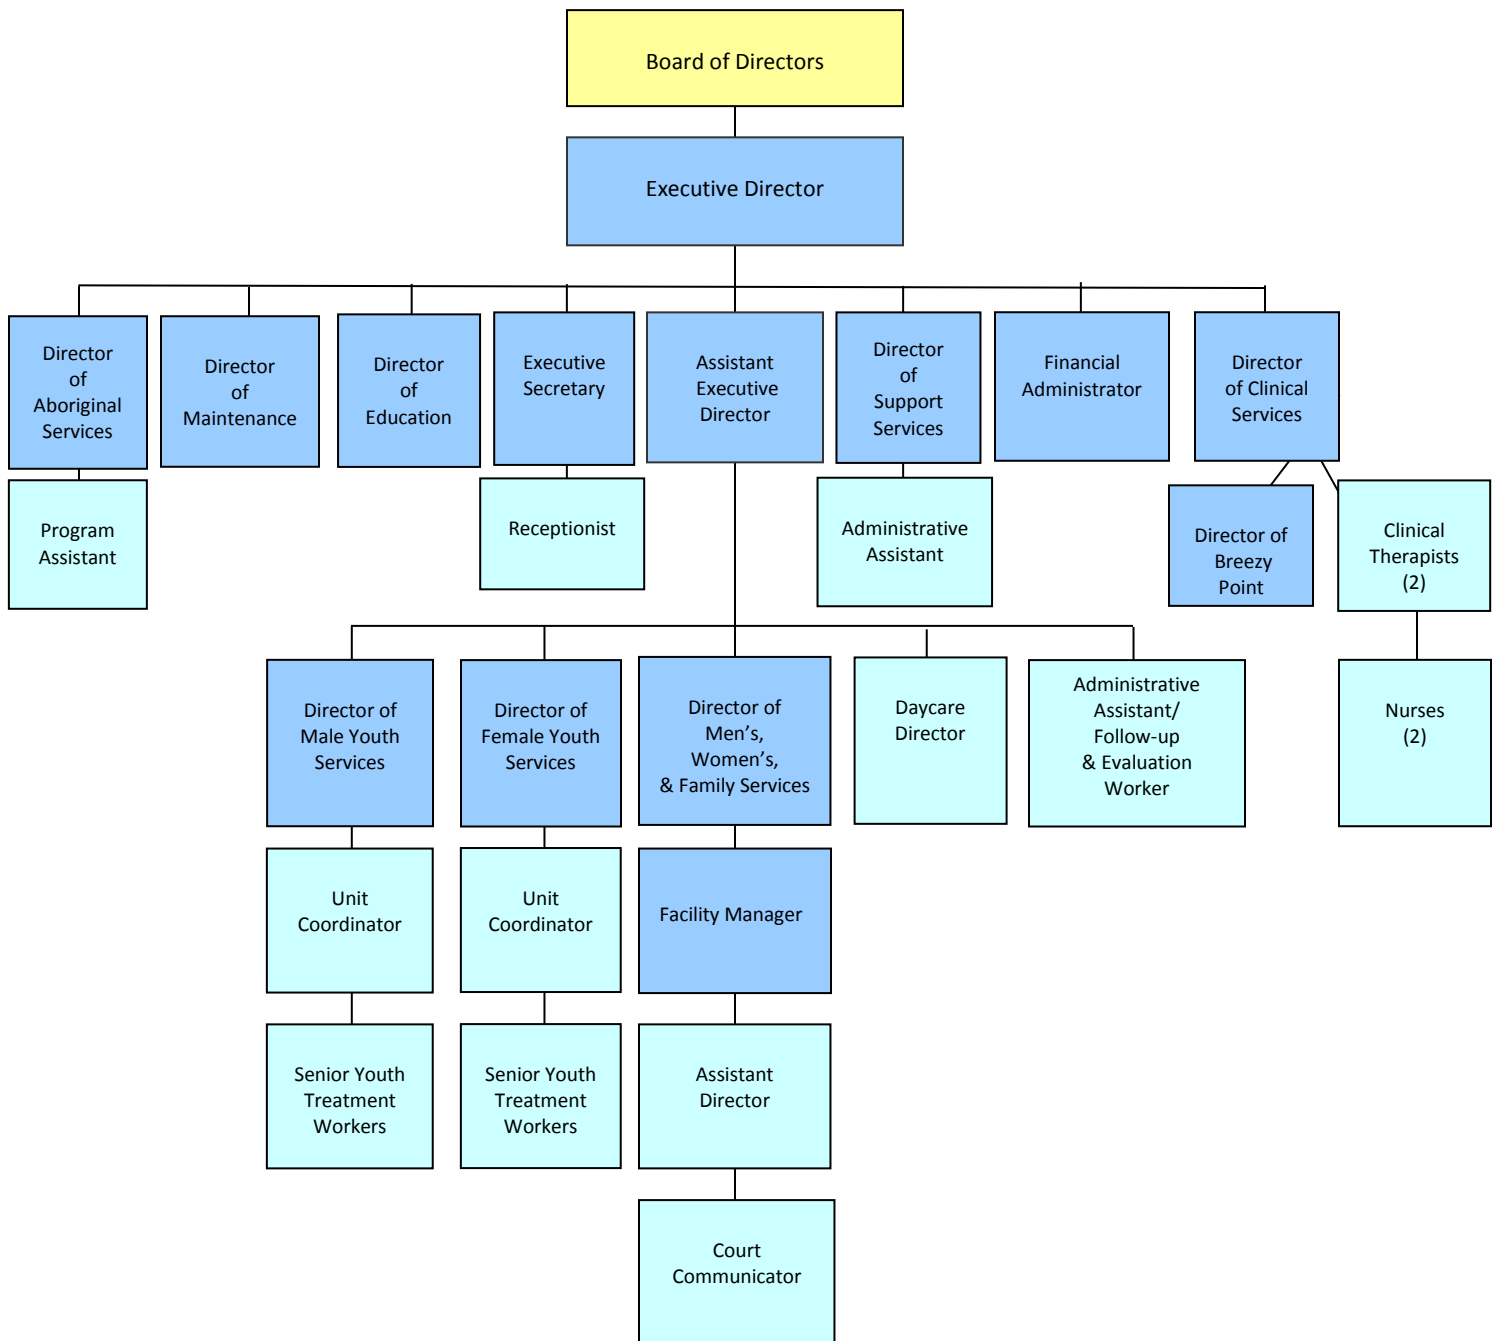 Board of Directors
Executive Director
Director
of
Aboriginal
Services
Director
of
Maintenance
Director
of
Education
Executive
Secretary
Assistant
Executive
Director
Director
of
Support
Services
Financial
Administrator
Director
of Clinical
Services
Program
Assistant
Receptionist
Administrative
Assistant
Director of
Breezy
Point
Clinical
Therapists
(2)
Director of
Male Youth
Services
Director of
Female Youth
Services
Director of
Men’s,
Women’s,
& Family Services
Daycare
Director
Administrative
Assistant/
Follow-up
& Evaluation
Worker
Nurses
(2)
Unit
Coordinator
Unit
Coordinator
Facility Manager
Senior Youth
Treatment
Workers
Senior Youth
Treatment
Workers
Assistant
Director
Court
Communicator